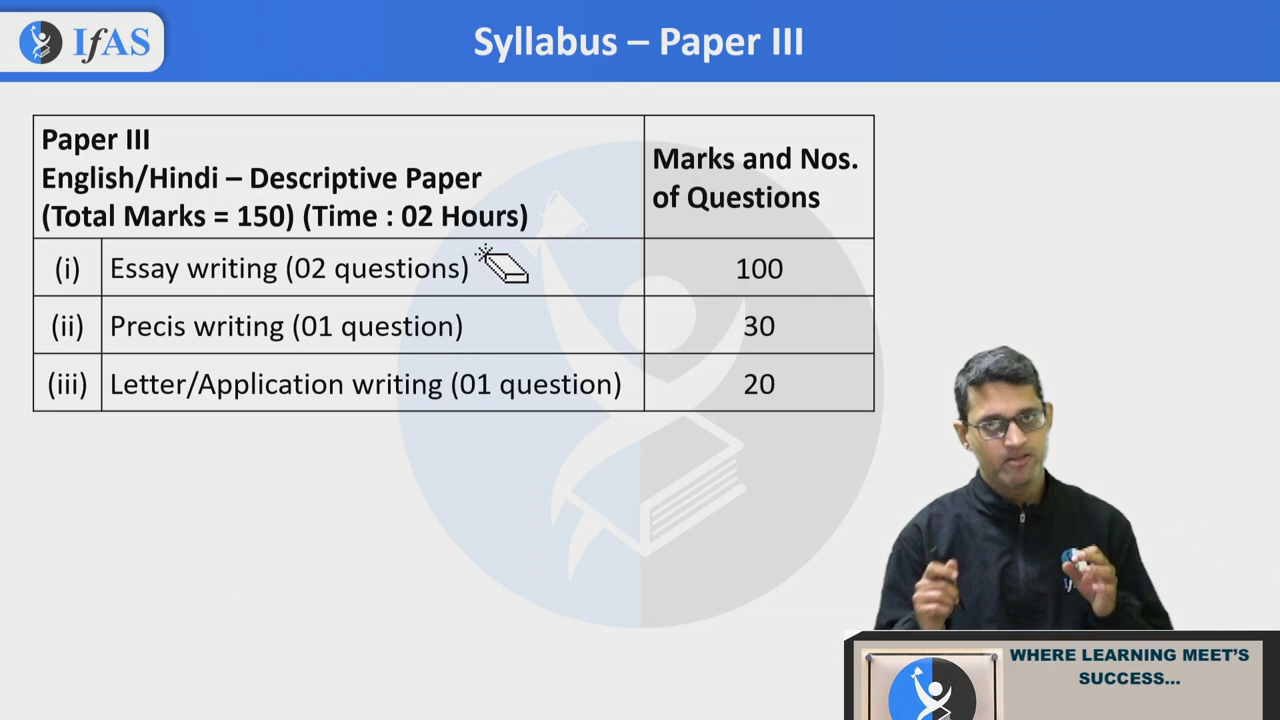 IfAS
Syllabus – Paper III
Paper III
English/Hindi – Descriptive Paper
(Total Marks = 150) (Time : 02 Hours)
Marks and Nos.
of Questions
(i) Essay writing (02 questions) 100
(ii) Precis writing (01 question) 30
(iii) Letter/Application writing (01 question) 20
WHERE LEARNING MEET'S
SUCCESS...